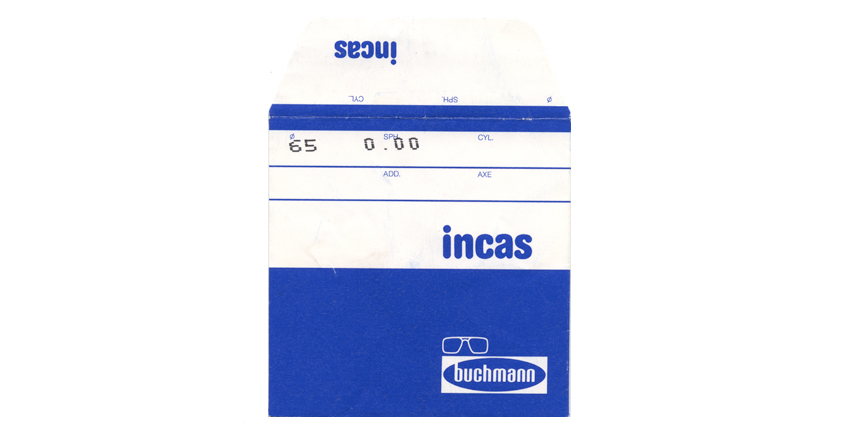 incas
CYL. SPH. Ø
Ø SPH. CYL.
65 0.00
ADD. AXE
incas
buchmann